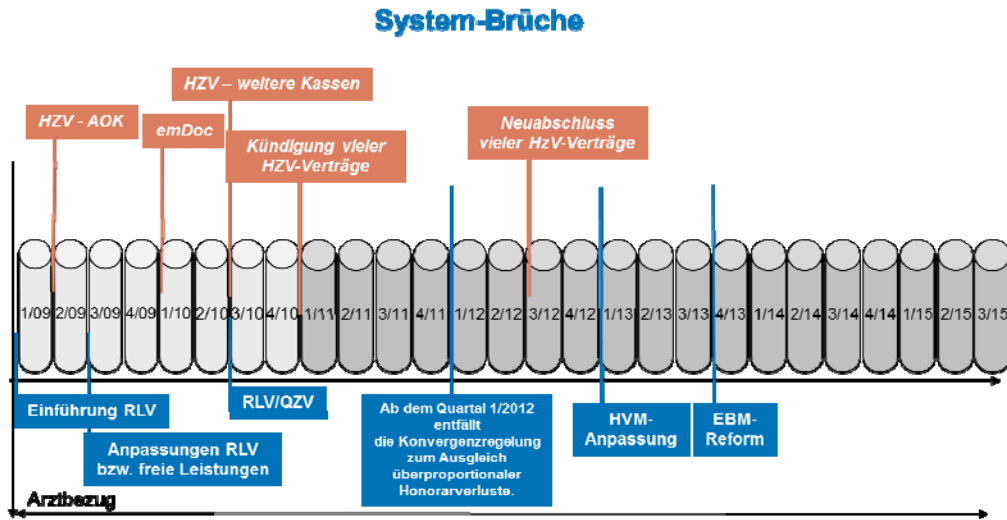 System-Brüche
HZV – weitere Kassen
HZV - AOK
emDoc
Kündigung vieler
HZV-Verträge
Neuabschluss
vieler HzV-Verträge
1/09 2/09 3/09 4/09 1/10 2/10 3/10 4/10 1/11 2/11 3/11 4/11 1/12 2/12 3/12 4/12 1/13 2/13 3/13 4/13 1/14 2/14 3/14 4/14 1/15 2/15 3/15
Einführung RLV
Anpassungen RLV
bzw. freie Leistungen
RLV/QZV
Ab dem Quartal 1/2012
entfällt
die Konvergenzregelung
zum Ausgleich
überproportionaler
Honorarverluste.
HVM-
Anpassung
EBM-
Reform
Arztbezug